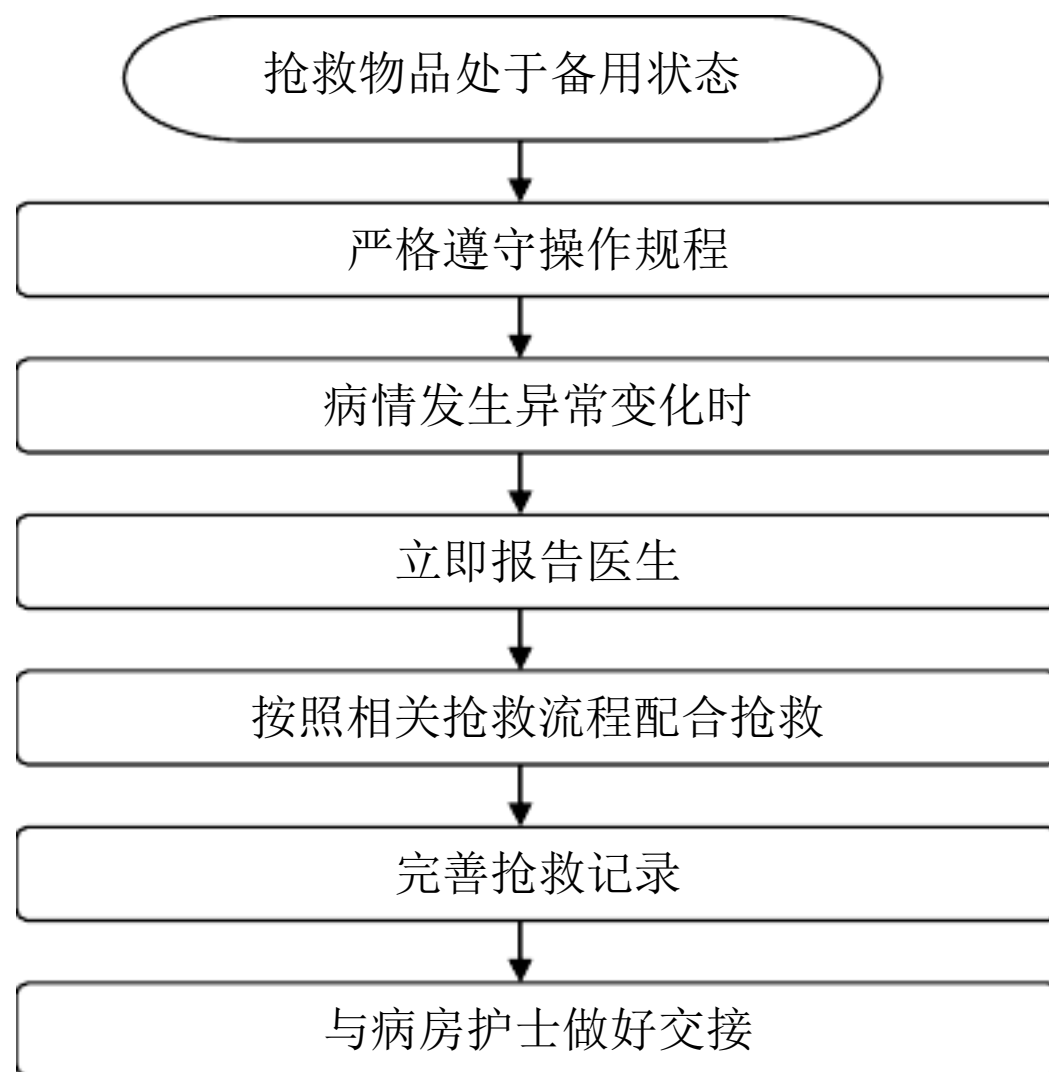 抢救物品处于备用状态
严格遵守操作规程
病情发生异常变化时
立即报告医生
按照相关抢救流程配合抢救
完善抢救记录
与病房护士做好交接